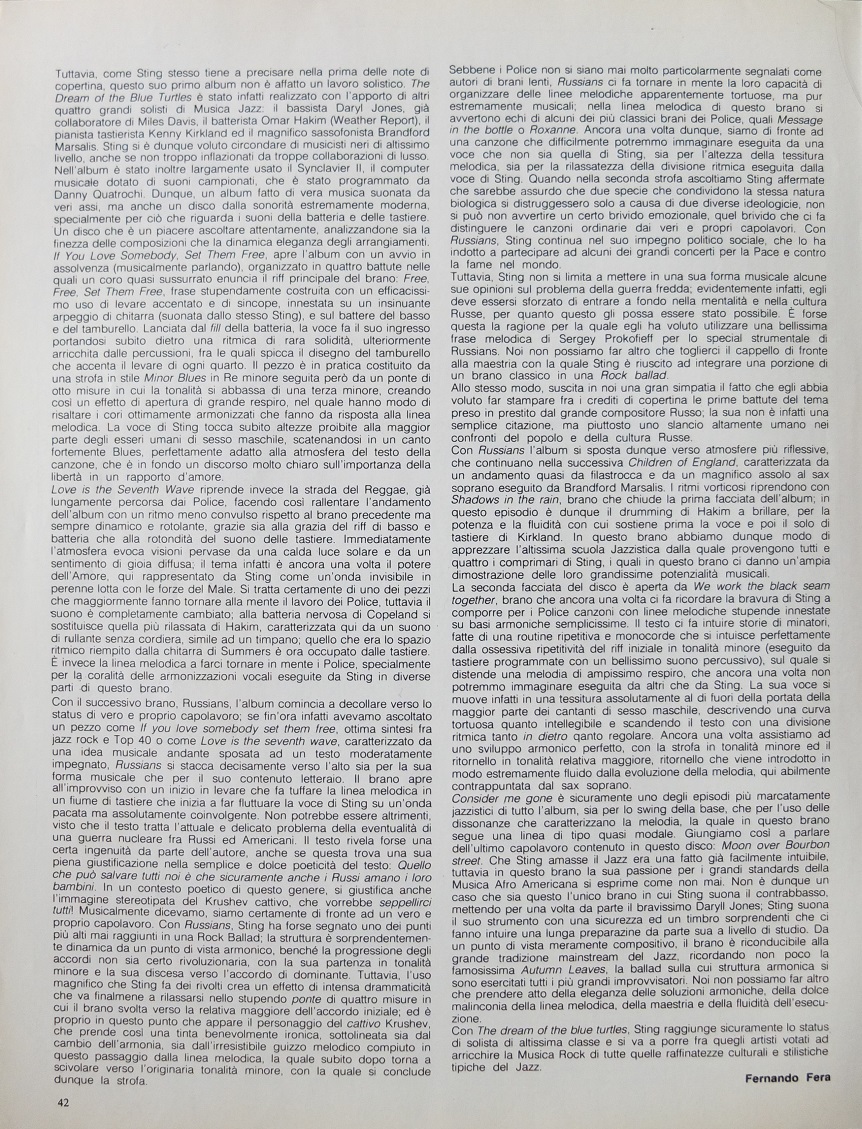 Tuttavia, come Sting stesso tiene a precisare nella prima delle note di
copertina, questo suo primo album non è affatto un lavoro solistico. The
Dream of the Blue Turtles è stato infatti realizzato con l'apporto di altri
quattro grandi solisti di Musica Jazz: il bassista Daryl Jones, già
collaboratore di Miles Davis, il batterista Omar Hakim (Weather Report), il
pianista tastierista Kenny Kirkland ed il magnifico sassofonista Brandford
Marsalis. Sting si è dunque voluto circondare di musicisti neri di altissimo
livello, anche se non troppo inflazionati da troppe collaborazioni di lusso.
Nell'album è stato inoltre largamente usato il Synclavier II, il computer
musicale dotato di suoni campionati, che è stato programmato da
Danny Quatrochi. Dunque, un album fatto di vera musica suonata da
veri assi, ma anche un disco dalla sonorità estremamente moderna,
specialmente per ciò che riguarda i suoni della batteria e delle tastiere.
Un disco che è un piacere ascoltare attentamente, analizzandone sia la
finezza delle composizioni che la dinamica eleganza degli arrangiamenti.
If You Love Somebody, Set Them Free, apre l'album con un avvio in
assolvenza (musicalmente parlando), organizzato in quattro battute nelle
quali un coro quasi sussurrato enuncia il riff principale del brano: Free,
Free, Set Them Free, frase stupendamente costruita con un efficacissi-
mo uso di levare accentato e di sincope, innestata su un insinuante
arpeggio di chitarra (suonata dallo stesso Sting), e sul battere del basso
e del tamburello. Lanciata dal fill della batteria, la voce fa il suo ingresso
portandosi subito dietro una ritmica di rara solidità, ulteriormente
arricchita dalle percussioni, fra le quali spicca il disegno del tamburello
che accenta il levare di ogni quarto. Il pezzo è in pratica costituito da
una strofa in stile Minor Blues in Re minore seguita però da un ponte di
otto misure in cui la tonalità si abbassa di una terza minore, creando
così un effetto di apertura di grande respiro, nel quale hanno modo di
risaltare i cori ottimamente armonizzati che fanno da risposta alla linea
melodica. La voce di Sting tocca subito altezze proibite alla maggior
parte degli esseri umani di sesso maschile, scatenandosi in un canto
fortemente Blues, perfettamente adatto alla atmosfera del testo della
canzone, che è in fondo un discorso molto chiaro sull'importanza della
libertà in un rapporto d'amore.
Love is the Seventh Wave riprende invece la strada del Reggae, già
lungamente percorsa dai Police, facendo così rallentare l'andamento
dell'album con un ritmo meno convulso rispetto al brano precedente ma
sempre dinamico e rotolante, grazie sia alla grazia del riff di basso e
batteria che alla rotondità del suono delle tastiere. Immediatamente
l'atmosfera evoca visioni pervase da una calda luce solare e da un
sentimento di gioia diffusa; il tema infatti è ancora una volta il potere
dell'Amore, qui rappresentato da Sting come un'onda invisibile in
perenne lotta con le forze del Male. Si tratta certamente di uno dei pezzi
che maggiormente fanno tornare alla mente il lavoro dei Police, tuttavia il
suono è completamente cambiato; alla batteria nervosa di Copeland si
sostituisce quella più rilassata di Hakim, caratterizzata qui da un suono
di rullante senza cordiera, simile ad un timpano; quello che era lo spazio
ritmico riempito dalla chitarra di Summers è ora occupato dalle tastiere.
È invece la linea melodica a farci tornare in mente i Police, specialmente
per la coralità delle armonizzazioni vocali eseguite da Sting in diverse
parti di questo brano.
Con il successivo brano, Russians, l'album comincia a decollare verso lo
status di vero e proprio capolavoro; se fin'ora infatti avevamo ascoltato
un pezzo come If you love somebody set them free, ottima sintesi fra
jazz rock e Top 40 o come Love is the seventh wave, caratterizzato da
una idea musicale andante sposata ad un testo moderatamente
impegnato, Russians si stacca decisamente verso l'alto sia per la sua
forma musicale che per il suo contenuto letteraio. Il brano apre
all'improvviso con un inizio in levare che fa tuffare la linea melodica in
un fiume di tastiere che inizia a far fluttuare la voce di Sting su un'onda
pacata ma assolutamente coinvolgente. Non potrebbe essere altrimenti,
visto che il testo tratta l'attuale e delicato problema della eventualità di
una guerra nucleare fra Russi ed Americani. Il testo rivela forse una
certa ingenuità da parte dell'autore, anche se questa trova una sua
piena giustificazione nella semplice e dolce poeticità del testo: Quello
che può salvare tutti noi è che sicuramente anche i Russi amano i loro
bambini. In un contesto poetico di questo genere, si giustifica anche
l'immagine stereotipata del Krushev cattivo, che vorrebbe seppellirci
tutti! Musicalmente dicevamo, siamo certamente di fronte ad un vero e
proprio capolavoro. Con Russians, Sting ha forse segnato uno dei punti
più alti mai raggiunti in una Rock Ballad; la struttura è sorprendentemen-
te dinamica da un punto di vista armonico, benché la progressione degli
accordi non sia certo rivoluzionaria, con la sua partenza in tonalità
minore e la sua discesa verso l'accordo di dominante. Tuttavia, l'uso
magnifico che Sting fa dei rivolti crea un effetto di intensa drammaticità
che va finalmene a rilassarsi nello stupendo ponte di quattro misure in
cui il brano svolta verso la relativa maggiore dell'accordo iniziale; ed è
proprio in questo punto che appare il personaggio del cattivo Krushev,
che prende così una tinta benevolmente ironica, sottolineata sia dal
cambio dell'armonia, sia dall'irresistibile guizzo melodico compiuto in
questo passaggio dalla linea melodica, la quale subito dopo torna a
scivolare verso l'originaria tonalità minore, con la quale si conclude
dunque la strofa.
42
Sebbene i Police non si siano mai molto particolarmente segnalati come
autori di brani lenti, Russians ci fa tornare in mente la loro capacità di
organizzare delle linee melodiche apparentemente tortuose, ma pur
estremamente musicali; nella linea melodica di questo brano si
avvertono echi di alcuni dei più classici brani dei Police, quali Message
in the bottle o Roxanne. Ancora una volta dunque, siamo di fronte ad
una canzone che difficilmente potremmo immaginare eseguita da una
voce che non sia quella di Sting, sia per l'altezza della tessitura
melodica, sia per la rilassatezza della divisione ritmica eseguita dalla
voce di Sting. Quando nella seconda strofa ascoltiamo Sting affermate
che sarebbe assurdo che due specie che condividono la stessa natura
biologica si distruggessero solo a causa di due diverse ideologicie, non
si può non avvertire un certo brivido emozionale, quel brivido che ci fa
distinguere le canzoni ordinarie dai veri e propri capolavori. Con
Russians, Sting continua nel suo impegno politico sociale, che lo ha
indotto a partecipare ad alcuni dei grandi concerti per la Pace e contro
la fame nel mondo.
Tuttavia, Sting non si limita a mettere in una sua forma musicale alcune
sue opinioni sul problema della guerra fredda; evidentemente infatti, egli
deve essersi sforzato di entrare a fondo nella mentalità e nella cultura
Russe, per quanto questo gli possa essere stato possibile. È forse
questa la ragione per la quale egli ha voluto utilizzare una bellissima
frase melodica di Sergey Prokofieff per lo special strumentale di
Russians. Noi non possiamo far altro che toglierci il cappello di fronte
alla maestria con la quale Sting è riuscito ad integrare una porzione di
un brano classico in una Rock ballad.
Allo stesso modo, suscita in noi una gran simpatia il fatto che egli abbia
voluto far stampare fra i crediti di copertina le prime battute del tema
preso in prestito dal grande compositore Russo; la sua non è infatti una
semplice citazione, ma piuttosto uno slancio altamente umano nei
confronti del popolo e della cultura Russe.
Con Russians l'album si sposta dunque verso atmosfere più riflessive,
che continuano nella successiva Children of England, caratterizzata da
un andamento quasi da filastrocca e da un magnifico assolo al sax
soprano eseguito da Brandford Marsalis. I ritmi vorticosi riprendono con
Shadows in the rain, brano che chiude la prima facciata dell'album; in
questo episodio è dunque il drumming di Hakim a brillare, per la
potenza e la fluidità con cui sostiene prima la voce e poi il solo di
tastiere di Kirkland. In questo brano abbiamo dunque modo di
apprezzare l'altissima scuola Jazzistica dalla quale provengono tutti e
quattro i comprimari di Sting, i quali in questo brano ci danno un'ampia
dimostrazione delle loro grandissime potenzialità musicali.
La seconda facciata del disco è aperta da We work the black seam
together, brano che ancora una volta ci fa ricordare la bravura di Sting a
comporre per i Police canzoni con linee melodiche stupende innestate
su basi armoniche semplicissime. Il testo ci fa intuire storie di minatori,
fatte di una routine ripetitiva e monocorde che si intuisce perfettamente
dalla ossessiva ripetitività del riff iniziale in tonalità minore (eseguito da
tastiere programmate con un bellissimo suono percussivo), sul quale si
distende una melodia di ampissimo respiro, che ancora una volta non
potremmo immaginare eseguita da altri che da Sting. La sua voce si
muove infatti in una tessitura assolutamente al di fuori della portata della
maggior parte dei cantanti di sesso maschile, descrivendo una curva
tortuosa quanto intellegibile e scandendo il testo con una divisione
ritmica tanto in dietro qanto regolare. Ancora una volta assistiamo ad
uno sviluppo armonico perfetto, con la strofa in tonalità minore ed il
ritornello in tonalità relativa maggiore, ritornello che viene introdotto in
modo estremamente fluido dalla evoluzione della melodia, qui abilmente
contrappuntata dal sax soprano.
Consider me gone è sicuramente uno degli episodi più marcatamente
jazzistici di tutto l'album, sia per lo swing della base, che per l'uso delle
dissonanze che caratterizzano la melodia, la quale in questo brano
segue una linea di tipo quasi modale. Giungiamo così a parlare
dell'ultimo capolavoro contenuto in questo disco: Moon over Bourbon
street. Che Sting amasse il Jazz era una fatto già facilmente intuibile,
tuttavia in questo brano la sua passione per i grandi standards della
Musica Afro Americana si esprime come non mai. Non è dunque un
caso che sia questo l'unico brano in cui Sting suona il contrabbasso,
mettendo per una volta da parte il bravissimo Daryll Jones; Sting suona
il suo strumento con una sicurezza ed un timbro sorprendenti che ci
fanno intuire una lunga preparazine da parte sua a livello di studio. Da
un punto di vista meramente compositivo, il brano è riconducibile alla
grande tradizione mainstream del Jazz, ricordando non poco la
famosissima Autumn Leaves, la ballad sulla cui struttura armonica si
sono esercitati tutti i più grandi improvvisatori. Noi non possiamo far altro
che prendere atto della eleganza delle soluzioni armoniche, della dolce
malinconia della linea melodica, della maestria e della fluidità dell'esecu-
zione.
Con The dream of the blue turtles, Sting raggiunge sicuramente lo status
di solista di altissima classe e si va a porre fra quegli artisti votati ad
arricchire la Musica Rock di tutte quelle raffinatezze culturali e stilistiche
tipiche del Jazz.
Fernando Fera